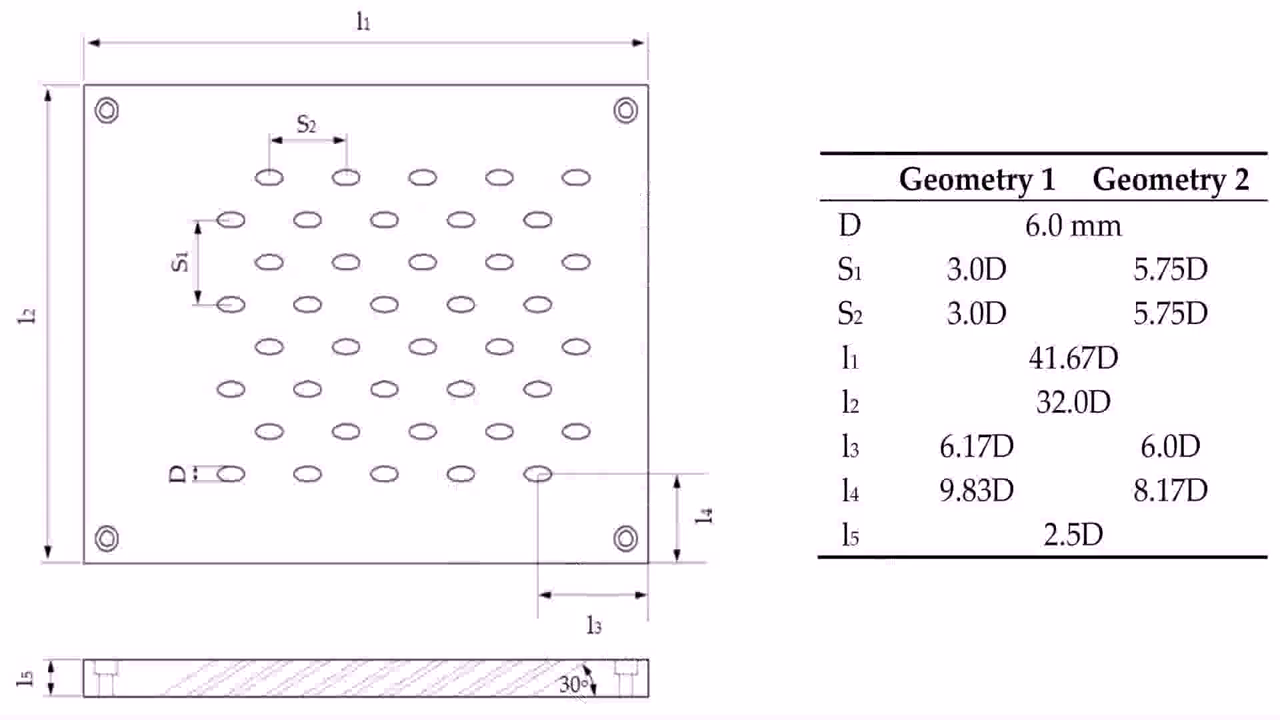 l1
S2
S1
l2
D
l4
l3
l5
30°
Geometry 1 Geometry 2
D 6.0 mm
S1 3.0D 5.75D
S2 3.0D 5.75D
l1 41.67D
l2 32.0D
l3 6.17D 6.0D
l4 9.83D 8.17D
l5 2.5D